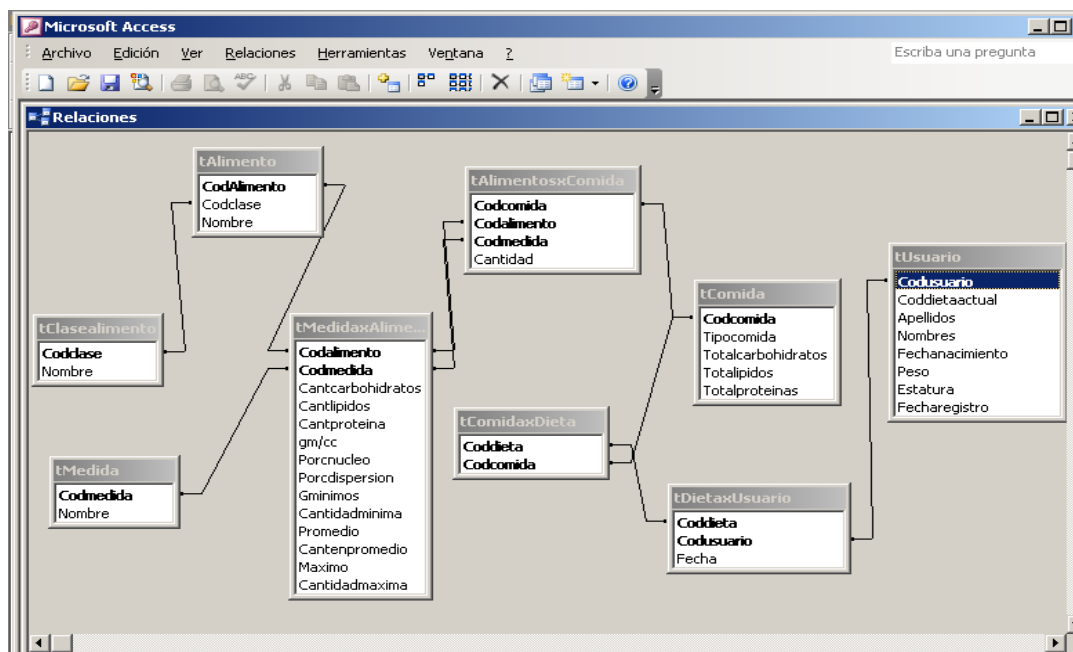 Microsoft Access
Archivo Edición Ver Relaciones Herramientas Ventana ? Escriba una pregunta
Relaciones
tAlimento
CodAlimento
Codclase
Nombre
tClasealimento
Codclase
Nombre
tMedida
Codmedida
Nombre
tMedidaxAlime...
Codalimento
Codmedida
Cantcarbohidratos
Cantlipidos
Cantproteina
gm/cc
Porcnucleo
Porcdispersion
Gminimos
Cantidadminima
Promedio
Cantenpromedio
Maximo
Cantidadmaxima
tAlimentosxComida
Codcomida
Codalimento
Codmedida
Cantidad
tComidaxDieta
Coddieta
Codcomida
tComida
Codcomida
Tipocomida
Totalcarbohidratos
Totalipidos
Totalproteinas
tDietaxUsuario
Coddieta
Codusuario
Fecha
tUsuario
Codusuario
Coddietaactual
Apellidos
Nombres
Fechanacimiento
Peso
Estatura
Fecharegistro